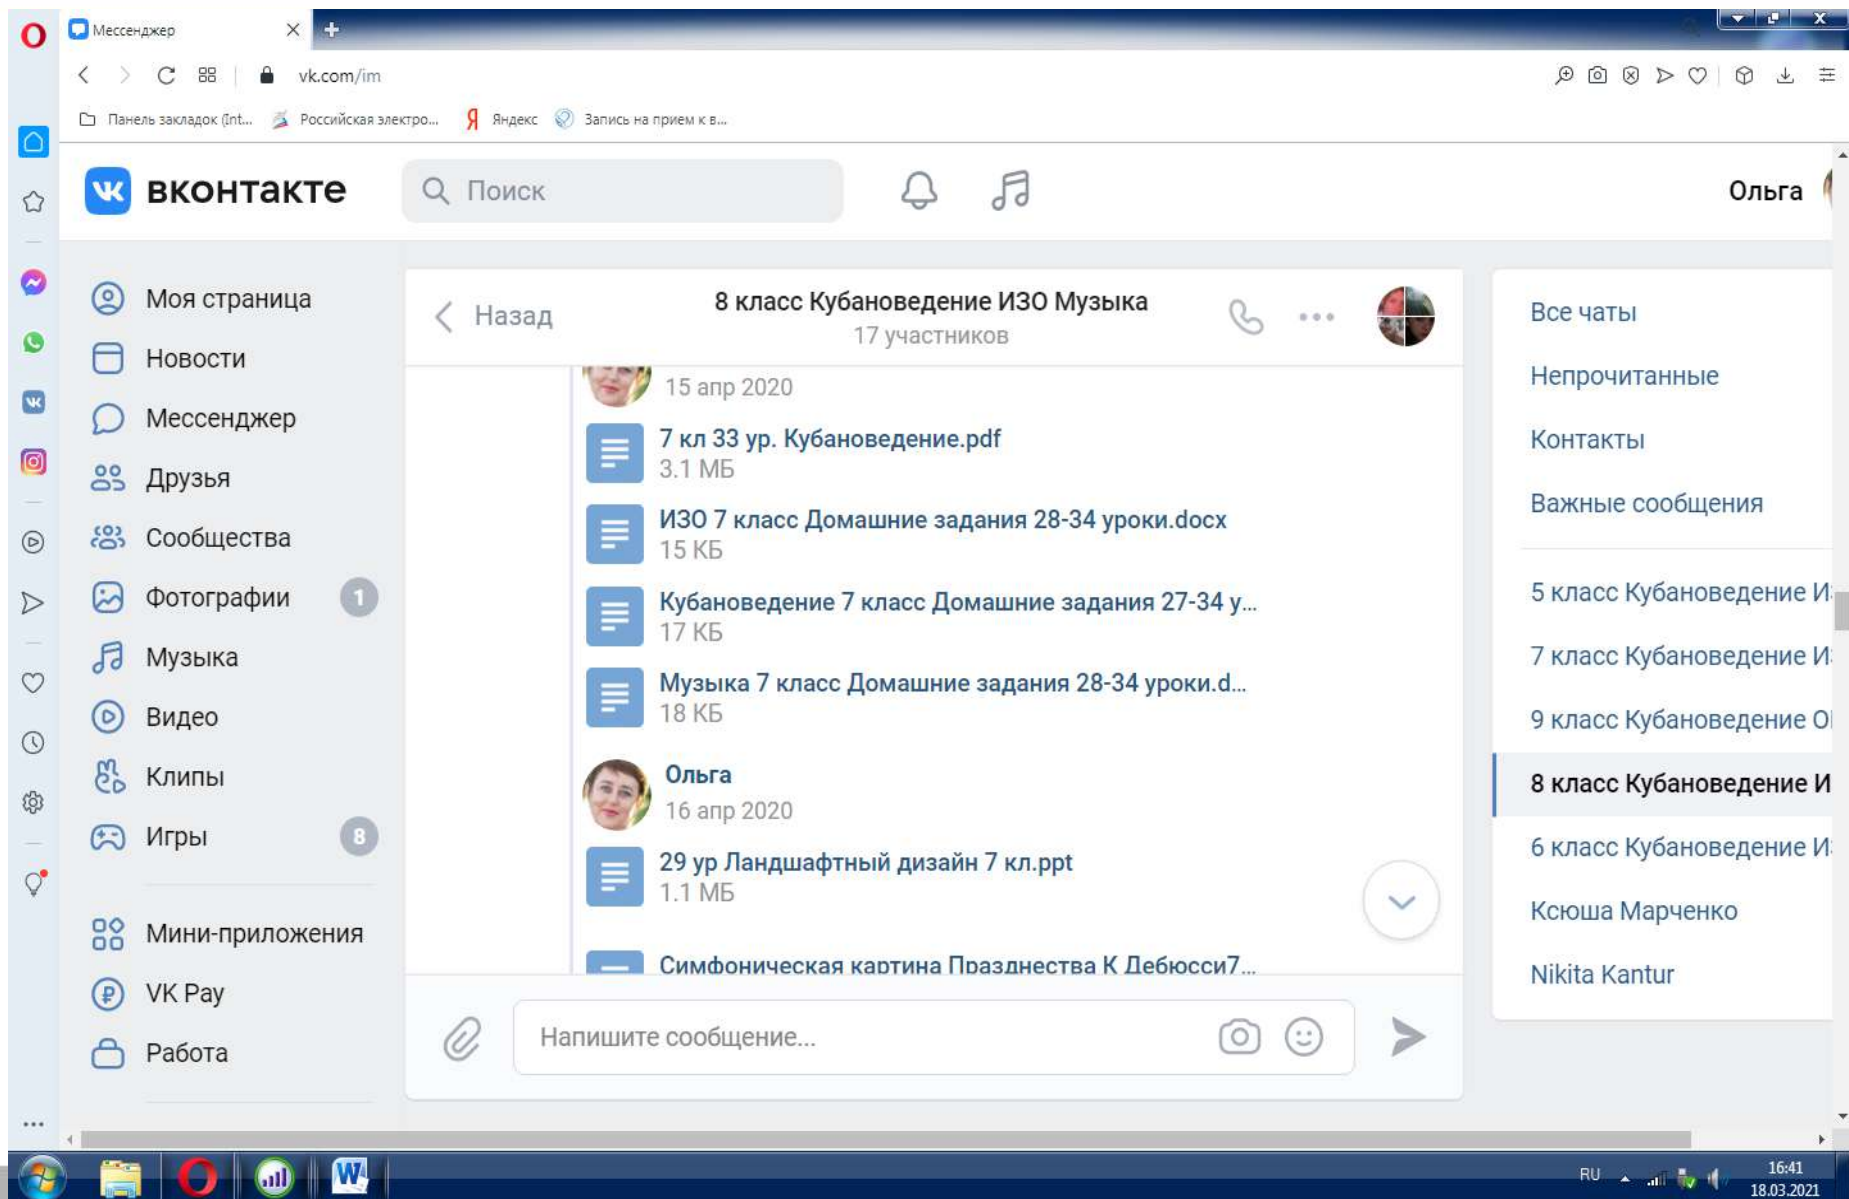 Мессенджер
vk.com/im
Панель закладок (Int...
Российская электро...
Яндекс
Запись на прием к в...
вконтакте
Поиск
Ольга
Моя страница
Новости
Мессенджер
Друзья
Сообщества
Фотографии
1
Музыка
Видео
Клипы
Игры
8
Мини-приложения
VK Pay
Работа
Назад
8 класс Кубановедение ИЗО Музыка
17 участников
15 апр 2020
7 кл 33 ур. Кубановедение.pdf
3.1 МБ
ИЗО 7 класс Домашние задания 28-34 уроки.docx
15 КБ
Кубановедение 7 класс Домашние задания 27-34 у...
17 КБ
Музыка 7 класс Домашние задания 28-34 уроки.d...
18 КБ
Ольга
16 апр 2020
29 ур Ландшафтный дизайн 7 кл.ppt
1.1 МБ
Симфоническая картина Празднества К Дебюсси7...
Напишите сообщение...
Все чаты
Непрочитанные
Контакты
Важные сообщения
5 класс Кубановедение И
7 класс Кубановедение И
9 класс Кубановедение О
8 класс Кубановедение И
6 класс Кубановедение И
Ксюша Марченко
Nikita Kantur
RU
16:41
18.03.2021